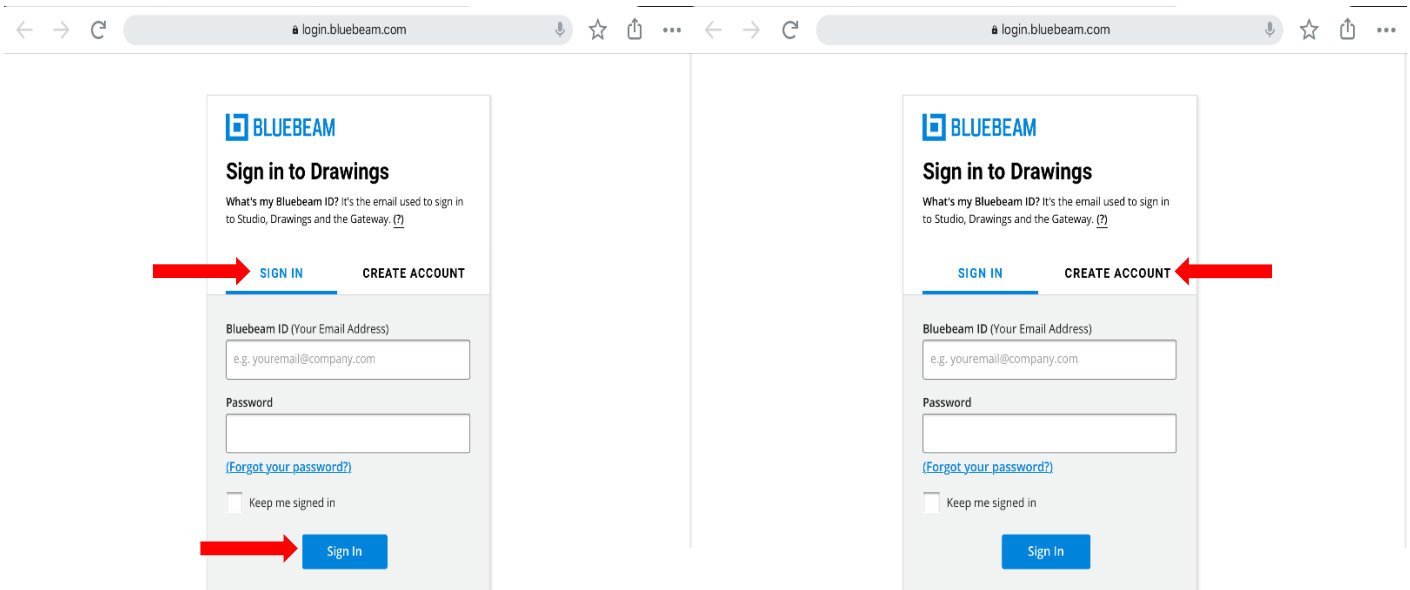 login.bluebeam.com
BLUEBEAM
Sign in to Drawings
What's my Bluebeam ID? It's the email used to sign in
to Studio, Drawings and the Gateway. (?)
SIGN IN CREATE ACCOUNT
Bluebeam ID (Your Email Address)
e.g. youremail@company.com
Password
(Forgot your password?)
Keep me signed in
Sign In
login.bluebeam.com
BLUEBEAM
Sign in to Drawings
What's my Bluebeam ID? It's the email used to sign in
to Studio, Drawings and the Gateway. (?)
SIGN IN CREATE ACCOUNT
Bluebeam ID (Your Email Address)
e.g. youremail@company.com
Password
(Forgot your password?)
Keep me signed in
Sign In